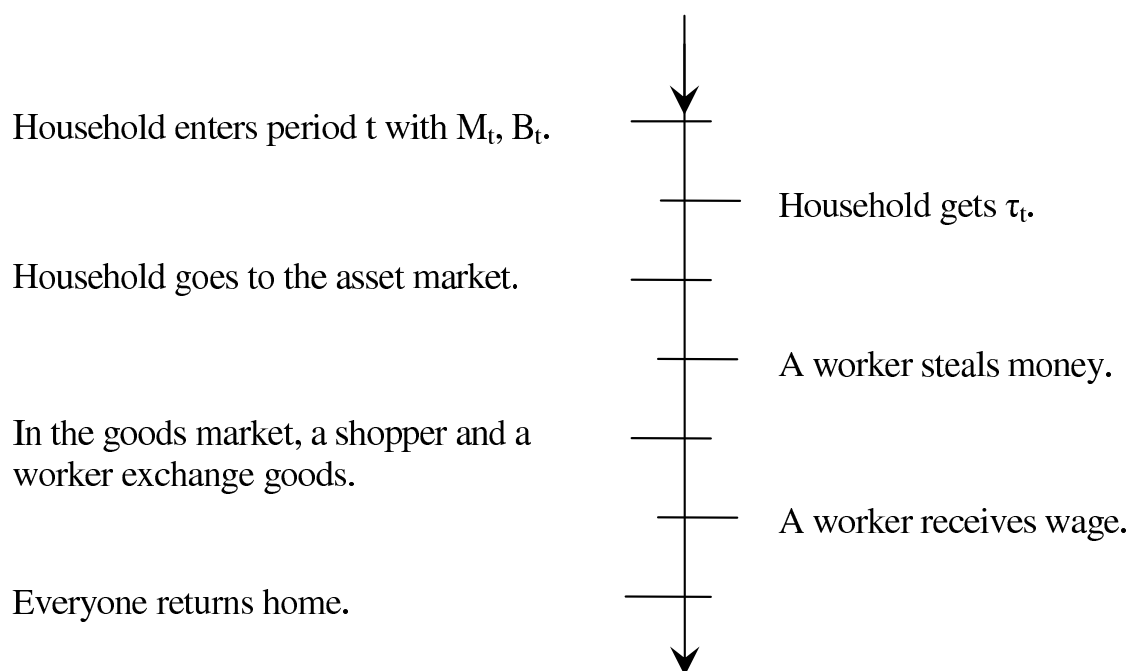 Household enters period t with Mₜ, Bₜ.
Household gets τₜ.
Household goes to the asset market.
A worker steals money.
In the goods market, a shopper and a
worker exchange goods.
A worker receives wage.
Everyone returns home.